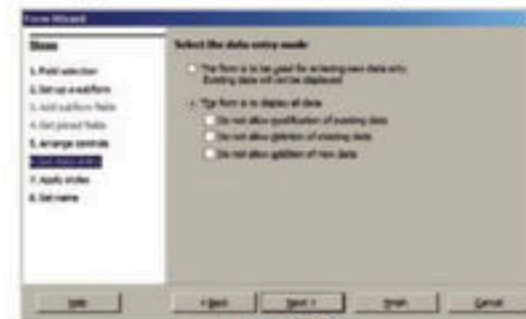 Form Wizard
Steps
1. Field selection
2. Set up a subform
3. Add subform fields
4. Get joined fields
5. Arrange controls
6. Set data entry
7. Apply styles
8. Set name
Select the data entry mode
The form is to be used for entering new data only.
Existing data will not be displayed
The form is to display all data
Do not allow modification of existing data
Do not allow deletion of existing data
Do not allow addition of new data
Help
< Back
Next >
Finish
Cancel